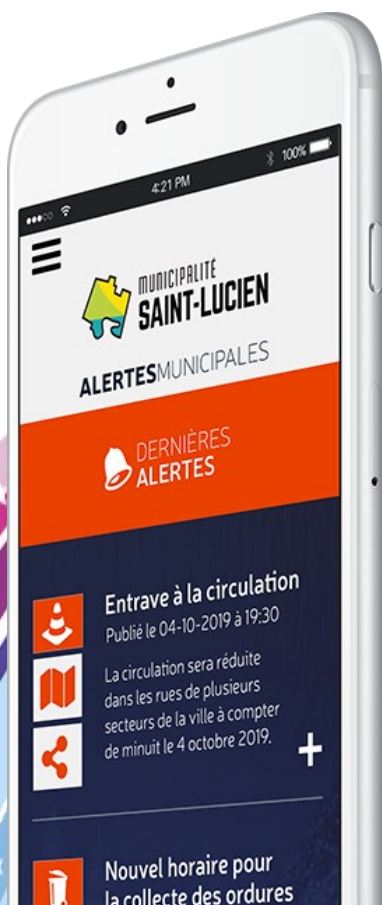 4:21 PM
100%
MUNICIPALITÉ
SAINT-LUCIEN
ALERTESMUNICIPALES
DERNIÈRES
ALERTES
Entrave à la circulation
Publié le 04-10-2019 à 19:30
La circulation sera réduite
dans les rues de plusieurs
secteurs de la ville à compter
de minuit le 4 octobre 2019.
Nouvel horaire pour
la collecte des ordures